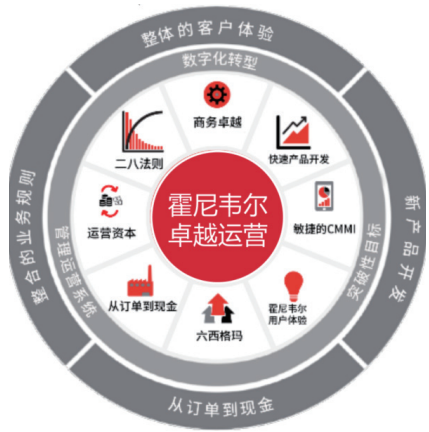 整体的客户体验
数字化转型
商务卓越
快速产品开发
敏捷的CMMI
霍尼韦尔
用户体验
六西格玛
从订单到现金
运营资本
二八法则
霍尼韦尔
卓越运营
整合的业务规则
管理运营系统
突破性目标
新产品开发
从订单到现金